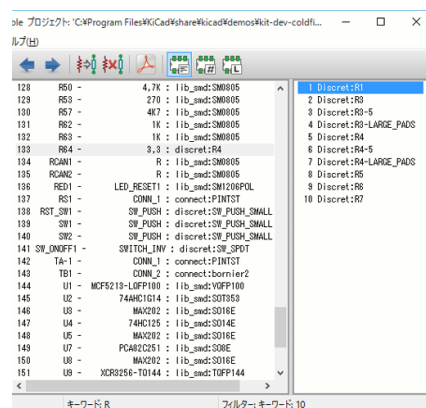 ble プロジェクト: 'C:¥Program Files¥KiCad¥share¥kicad¥demos¥kit-dev-coldfi...
ルプ(H)
128 R50 - 4,7K : lib_smd:SM0805
129 R53 - 270 : lib_smd:SM0805
130 R57 - 4K7 : lib_smd:SM0805
131 R62 - 1K : lib_smd:SM0805
132 R63 - 1K : lib_smd:SM0805
133 R64 - 3,3 : discret:R4
134 RCAN1 - R : lib_smd:SM0805
135 RCAN2 - R : lib_smd:SM0805
136 RED1 - LED_RESET1 : lib_smd:SM1206POL
137 RS1 - CONN_1 : connect:PINTST
138 RST_SW1 - SW_PUSH : discret:SW_PUSH_SMALL
139 SW1 - SW_PUSH : discret:SW_PUSH_SMALL
140 SW2 - SW_PUSH : discret:SW_PUSH_SMALL
141 SW_ONOFF1 - SWITCH_INV : discret:SW_SPDT
142 TA-1 - CONN_1 : connect:PINTST
143 TB1 - CONN_2 : connect:bornier2
144 U1 - MCF5213-LQFP100 : lib_smd:VQFP100
145 U2 - 74AHC1G14 : lib_smd:SOT353
146 U3 - MAX202 : lib_smd:SO16E
147 U4 - 74HC125 : lib_smd:SO14E
148 U5 - MAX202 : lib_smd:SO16E
149 U7 - PCA82C251 : lib_smd:SO8E
150 U8 - MAX202 : lib_smd:SO16E
151 U9 - XCR3256-TQ144 : lib_smd:TQFP144
1 Discret:R1
2 Discret:R3
3 Discret:R3-5
4 Discret:R3-LARGE_PADS
5 Discret:R4
6 Discret:R4-5
7 Discret:R4-LARGE_PADS
8 Discret:R5
9 Discret:R6
10 Discret:R7
キーワード: R
フィルター: キーワード: 10